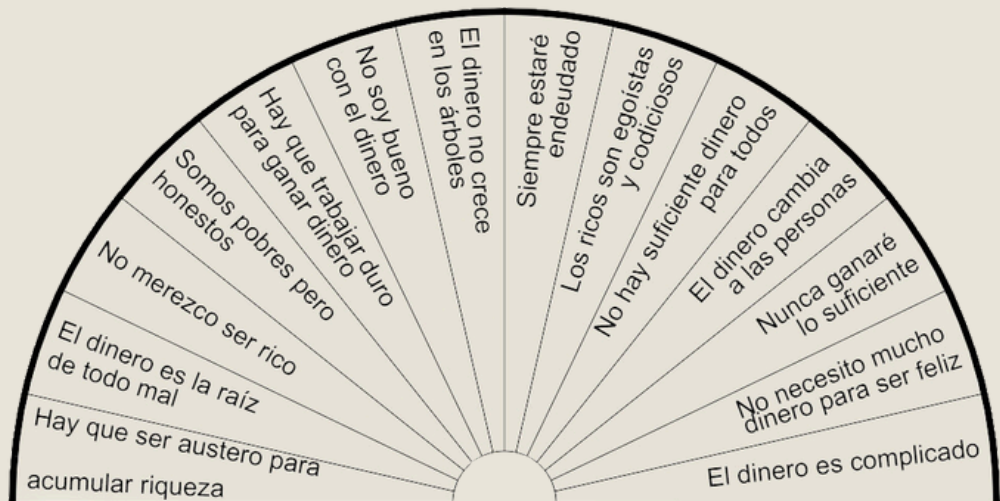 Hay que ser austero para
acumular riqueza
El dinero es la raíz
de todo mal
No merezco ser rico
Somos pobres pero
honestos
Hay que trabajar duro
para ganar dinero
No soy bueno
con el dinero
El dinero no crece
en los árboles
Siempre estaré
endeudado
Los ricos son egoístas
y codiciosos
No hay suficiente dinero
para todos
El dinero cambia
a las personas
Nunca ganaré
lo suficiente
No necesito mucho
dinero para ser feliz
El dinero es complicado